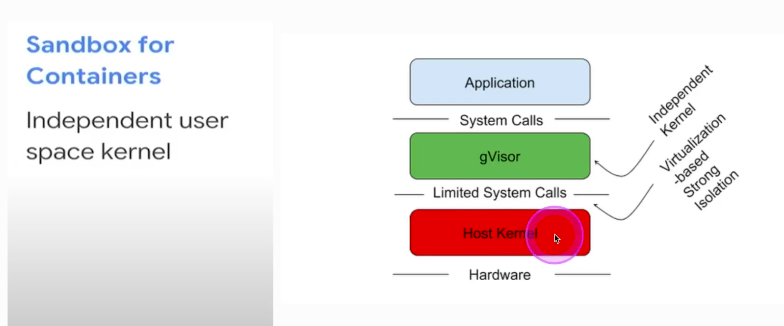 Sandbox for
Containers
Independent user
space kernel
Application
System Calls
gVisor
Limited System Calls
Host Kernel
Hardware
Independent
Kernel
Virtualization
-based
Strong
Isolation